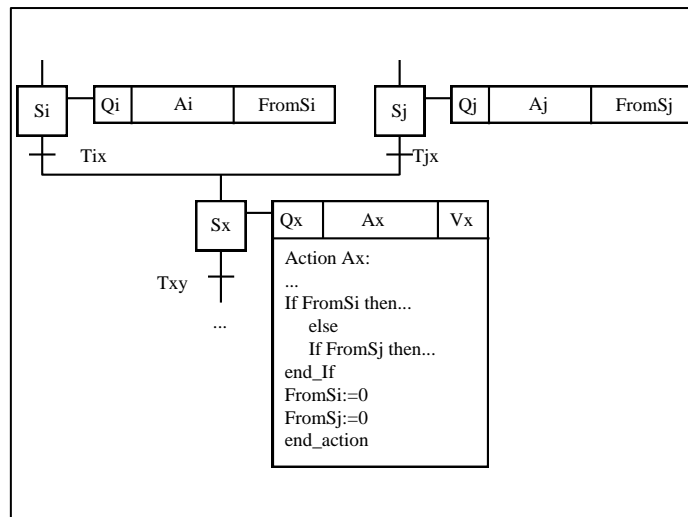 Si Qi Ai FromSi
Sj Qj Aj FromSj
Tix
Tjx
Sx Qx Ax Vx
Txy
...
Action Ax:
...
If FromSi then...
else
If FromSj then...
end_If
FromSi:=0
FromSj:=0
end_action